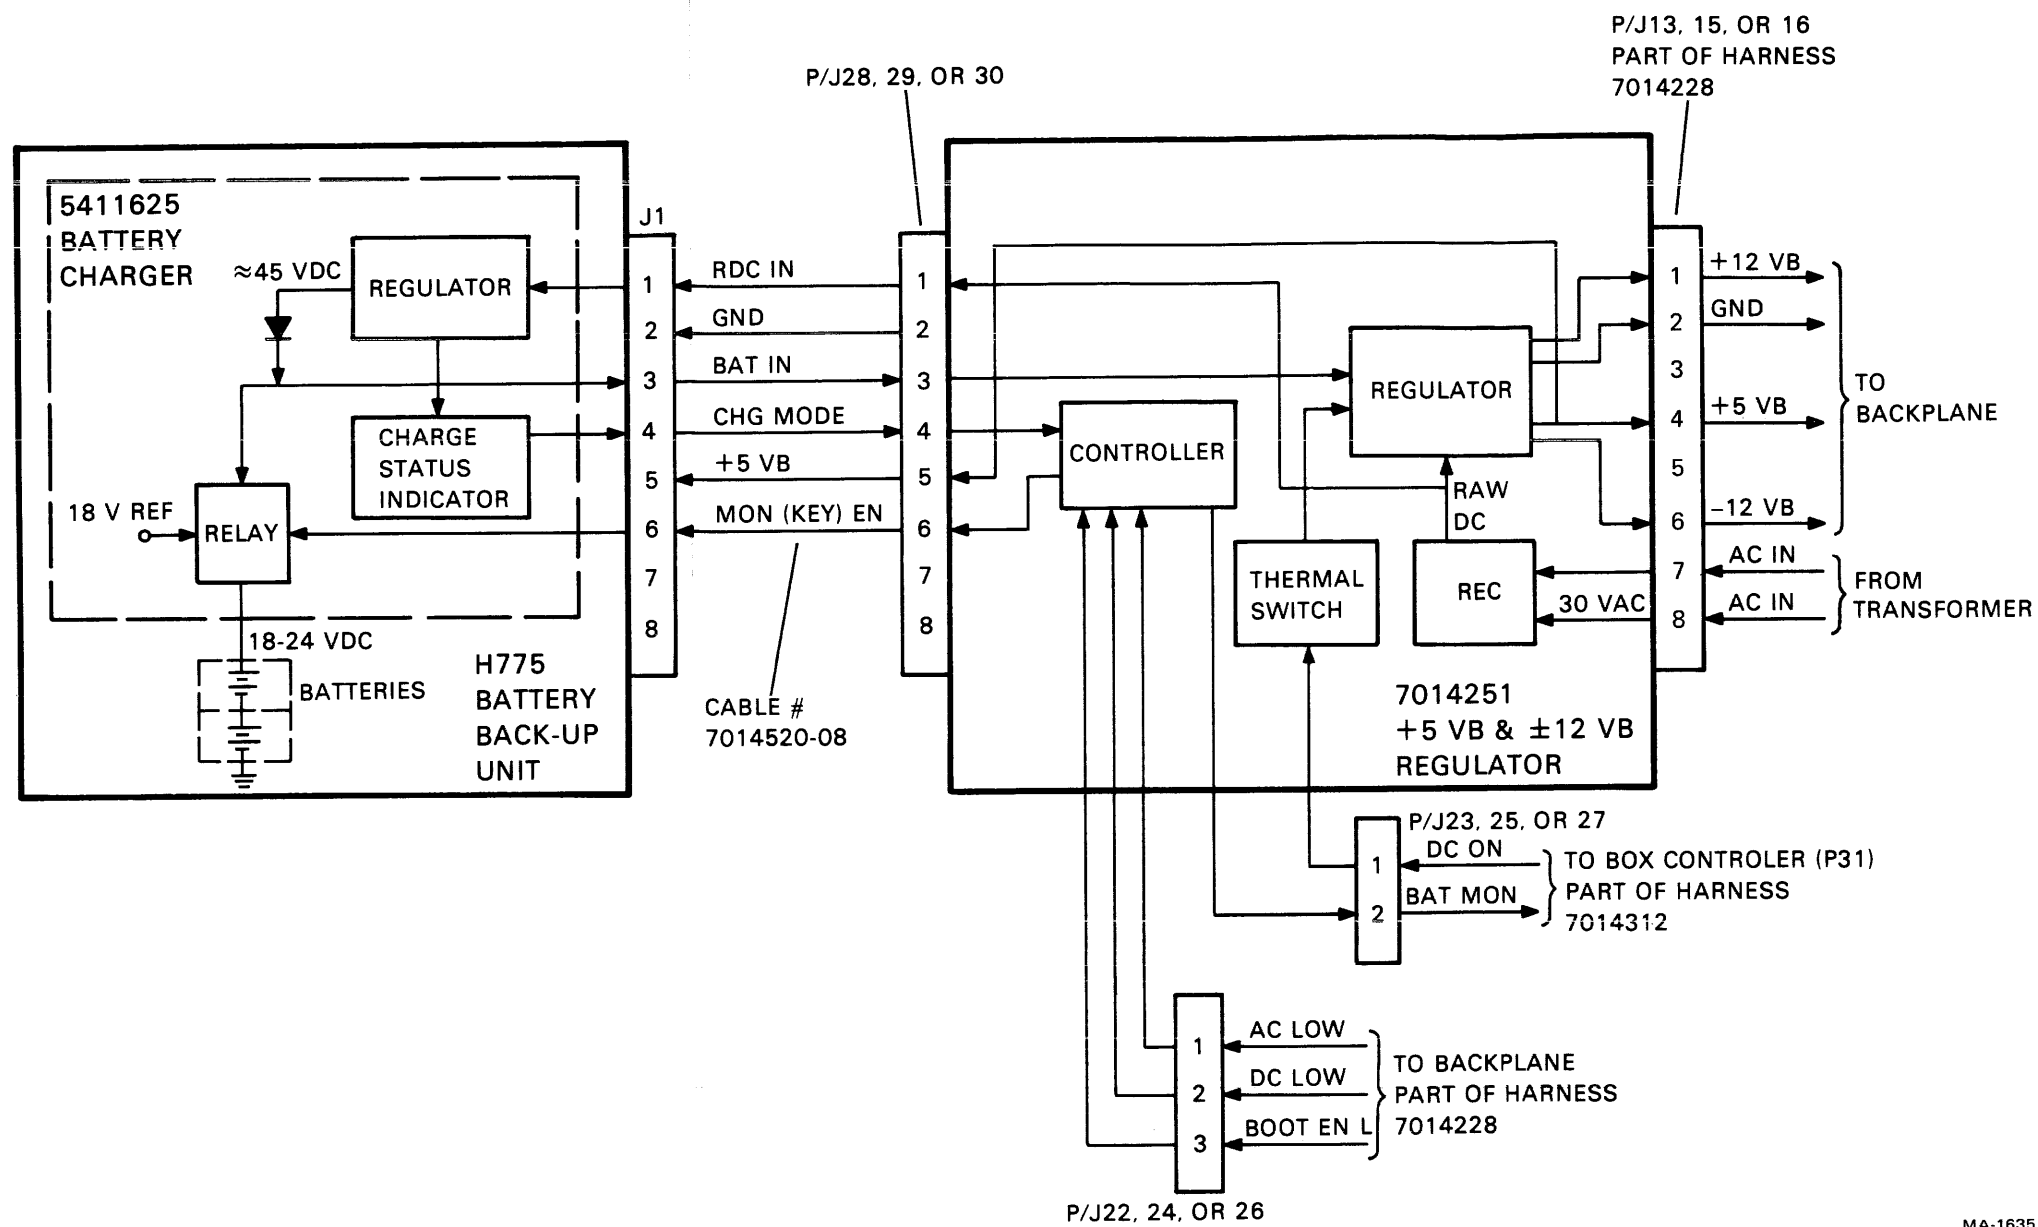 P/J13, 15, OR 16
PART OF HARNESS
7014228
P/J28, 29, OR 30
5411625
BATTERY
CHARGER
≈45 VDC
REGULATOR
CHARGE
STATUS
INDICATOR
18 V REF
RELAY
18-24 VDC
BATTERIES
H775
BATTERY
BACK-UP
UNIT
J1
1
2
3
4
5
6
7
8
RDC IN
GND
BAT IN
CHG MODE
+5 VB
MON (KEY) EN
CABLE #
7014520-08
1
2
3
4
5
6
7
8
CONTROLLER
REGULATOR
RAW
DC
THERMAL
SWITCH
REC
30 VAC
7014251
+5 VB & ±12 VB
REGULATOR
1
2
3
4
5
6
7
8
+12 VB
GND
+5 VB
-12 VB
AC IN
AC IN
TO
BACKPLANE
FROM
TRANSFORMER
P/J23, 25, OR 27
1
2
DC ON
BAT MON
TO BOX CONTROLER (P31)
PART OF HARNESS
7014312
1
2
3
AC LOW
DC LOW
BOOT EN L
TO BACKPLANE
PART OF HARNESS
7014228
P/J22, 24, OR 26
MA-1635